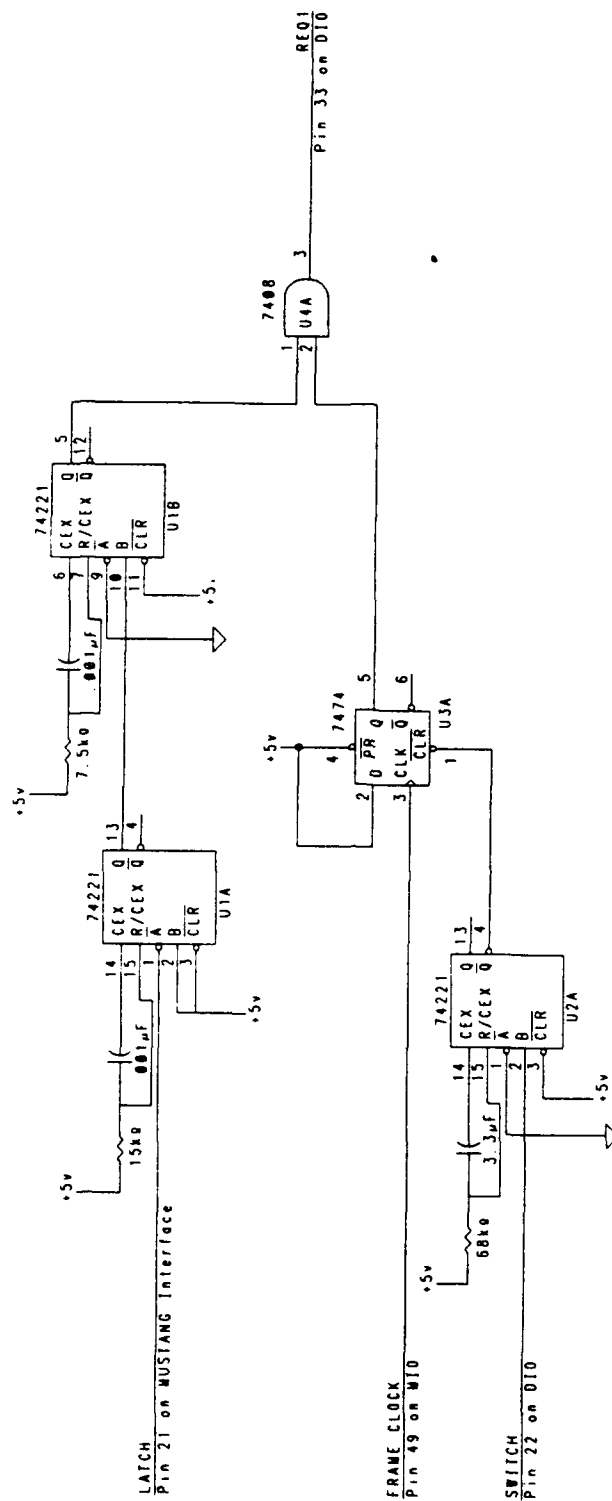 LATCH
Pin 21 on MUSTANG Interface
+5v
15kΩ
001µF
14
15
1
2
3
+5v
74221
CEX
R/CEX
A
B
CLR
Q
Q
13
4
U1A
+5v
7.5kΩ
.001µF
6
7
9
10
11
+5.
74221
CEX
R/CEX
A
B
CLR
Q
Q
5
12
U1B
1
2
7408
U4A
3
REQ1
Pin 33 on DIO
FRAME CLOCK
Pin 49 on MIO
+5v
4
2
3
7474
PR
D
Q
CLK
Q
CLR
5
6
1
U3A
SWITCH
Pin 22 on DIO
+5v
68kΩ
3.3µF
14
15
1
2
3
+5v
74221
CEX
R/CEX
A
B
CLR
Q
Q
13
4
U2A